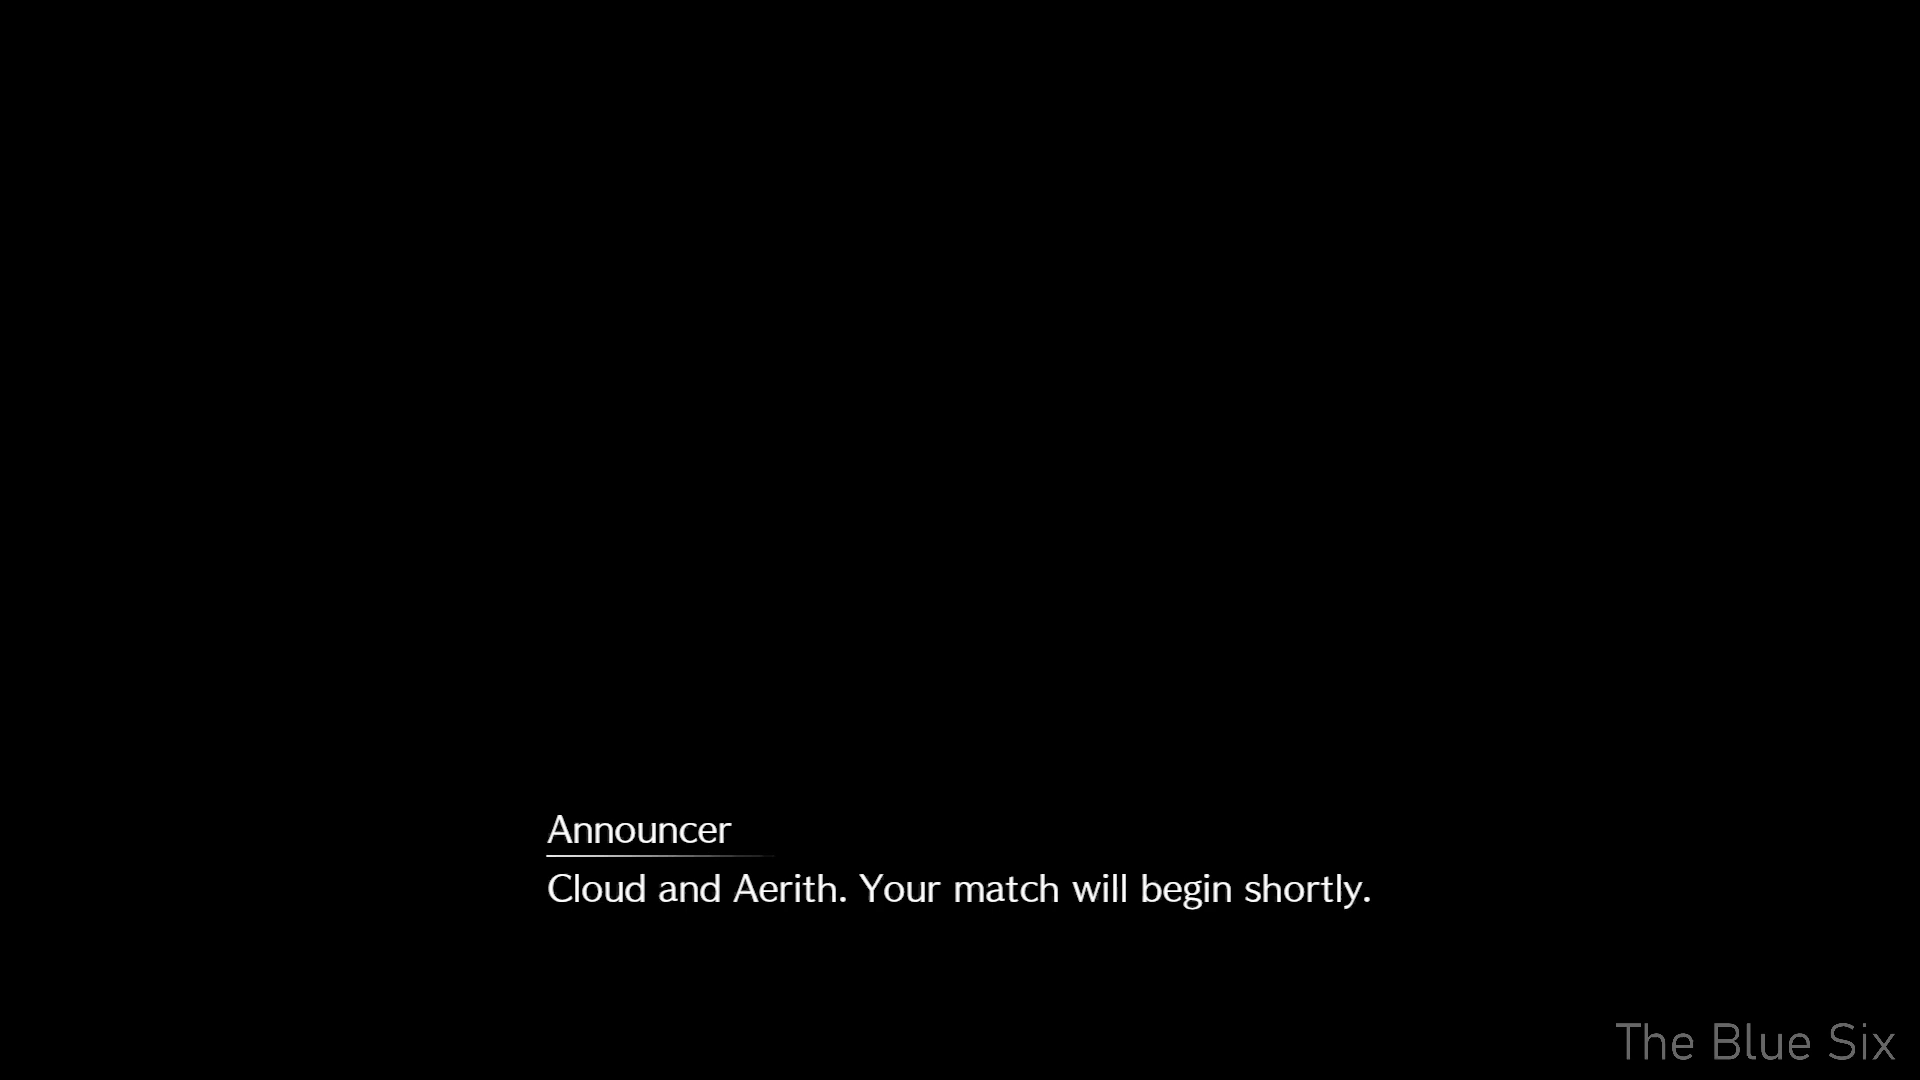 Announcer
Cloud and Aerith. Your match will begin shortly.
The Blue Six